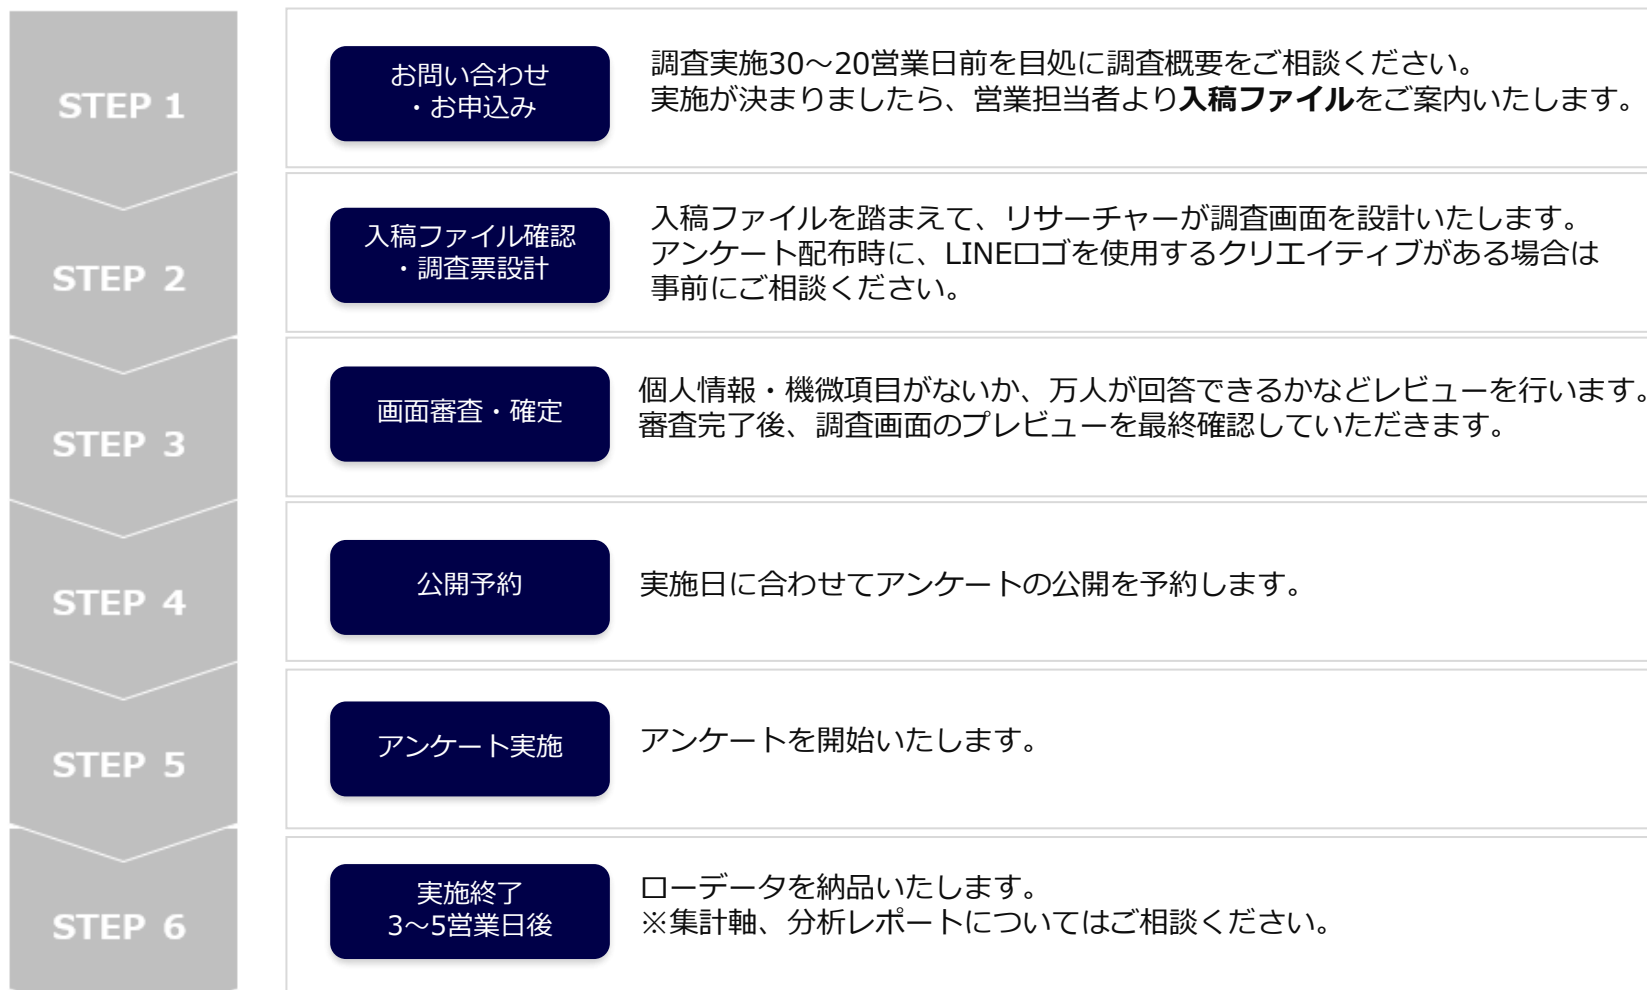 STEP 1
お問い合わせ
・お申込み
調査実施30～20営業日前を目処に調査概要をご相談ください。
実施が決まりましたら、営業担当者より入稿ファイルをご案内いたします。
STEP 2
入稿ファイル確認
・調査票設計
入稿ファイルを踏まえて、リサーチャーが調査画面を設計いたします。
アンケート配布時に、LINEロゴを使用するクリエイティブがある場合は
事前にご相談ください。
STEP 3
画面審査・確定
個人情報・機微項目がないか、万人が回答できるかなどレビューを行います。
審査完了後、調査画面のプレビューを最終確認していただきます。
STEP 4
公開予約
実施日に合わせてアンケートの公開を予約します。
STEP 5
アンケート実施
アンケートを開始いたします。
STEP 6
実施終了
3～5営業日後
ローデータを納品いたします。
※集計軸、分析レポートについてはご相談ください。